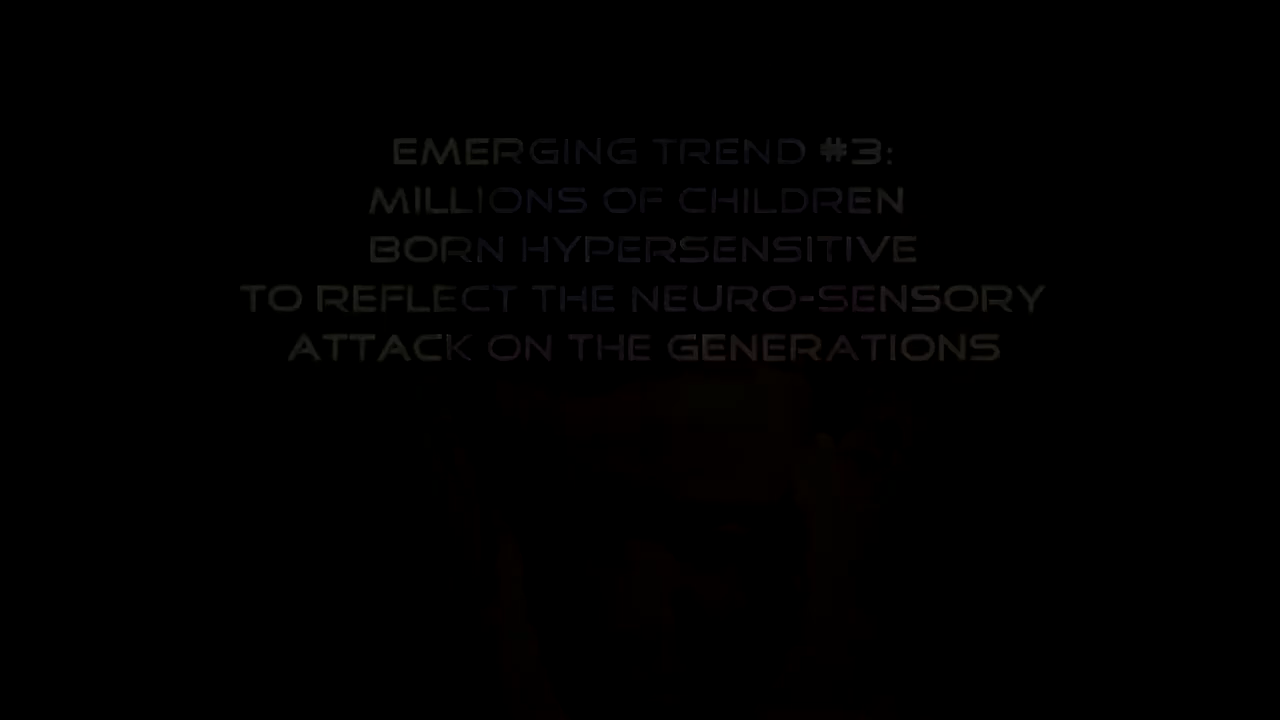 EMERGING TREND #3:
MILLIONS OF CHILDREN
BORN HYPERSENSITIVE
TO REFLECT THE NEURO-SENSORY
ATTACK ON THE GENERATIONS